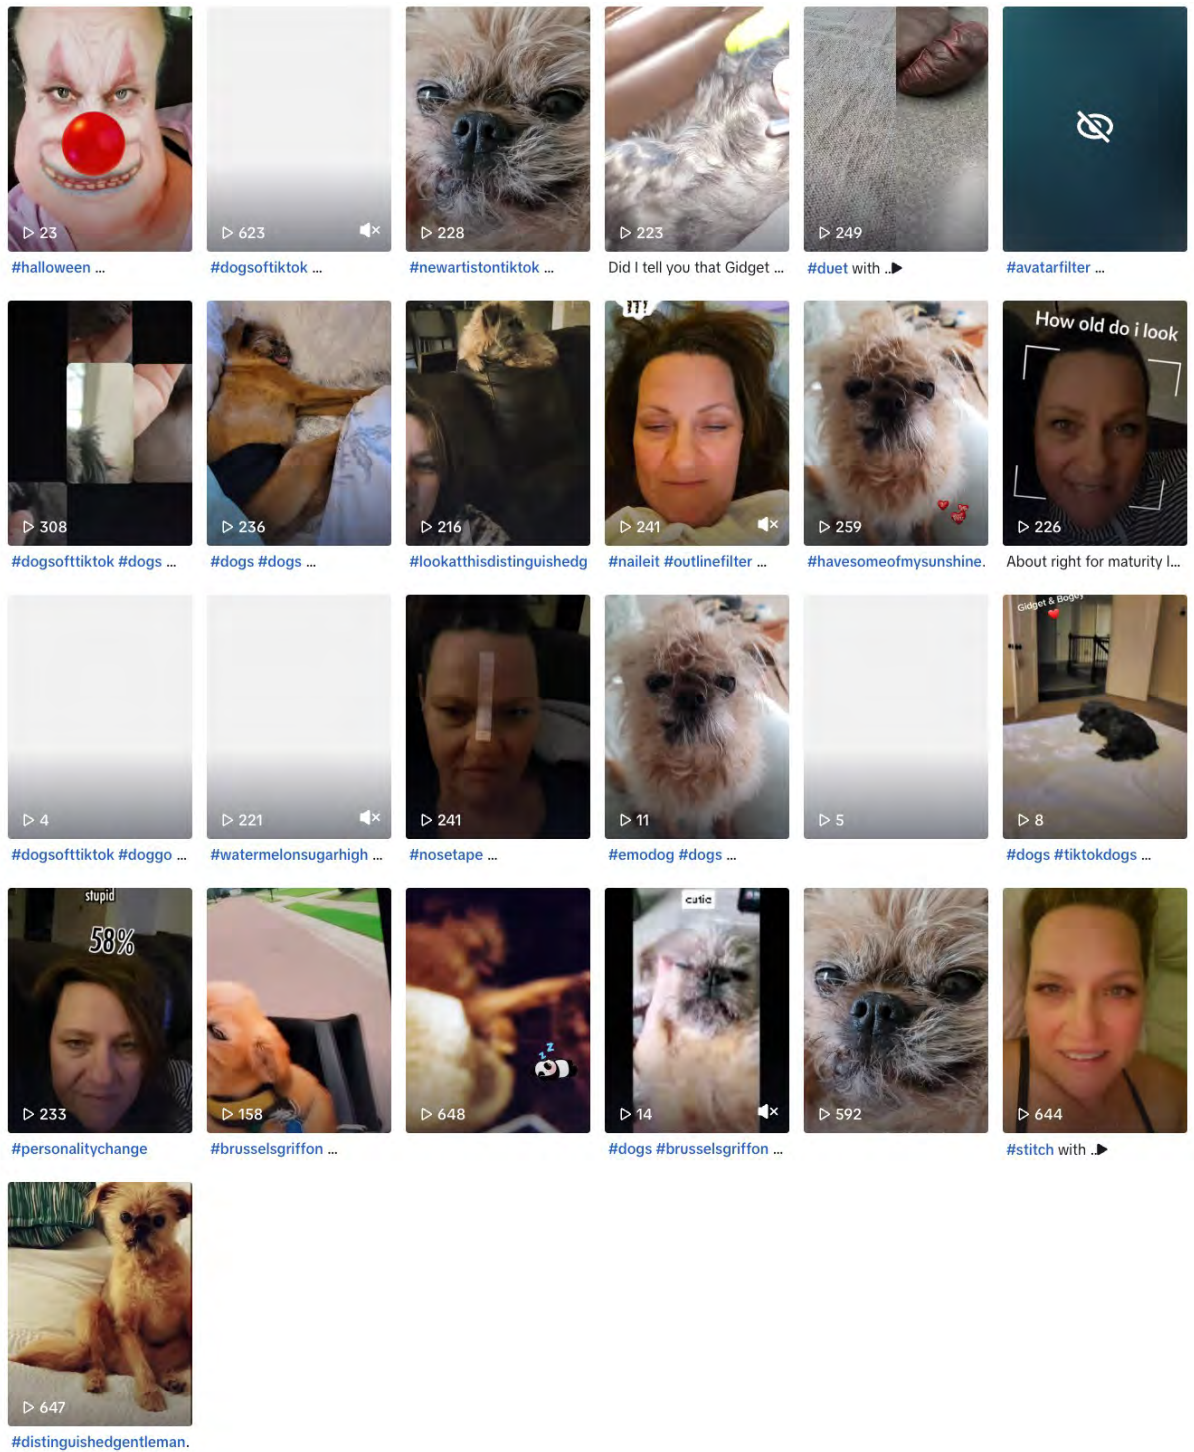 23
623
228
223
249
#halloween ...
#dogsoftiktok ...
#newartistontiktok ...
Did I tell you that Gidget ...
#duet with ..
#avatarfilter ...
IT!
How old do i look
308
236
216
241
259
226
#dogsofttiktok #dogs ...
#dogs #dogs ...
#lookatthisdistinguishedg
#naileit #outlinefilter ...
#havesomeofmysunshine.
About right for maturity l...
Gidget & Bogey
4
221
241
11
5
8
#dogsofttiktok #doggo ...
#watermelonsugarhigh ...
#nosetape ...
#emodog #dogs ...
#dogs #tiktokdogs ...
stupid
58%
cutie
233
158
648
14
592
644
#personalitychange
#brusselsgriffon ...
#dogs #brusselsgriffon ...
#stitch with ..
647
#distinguishedgentleman.